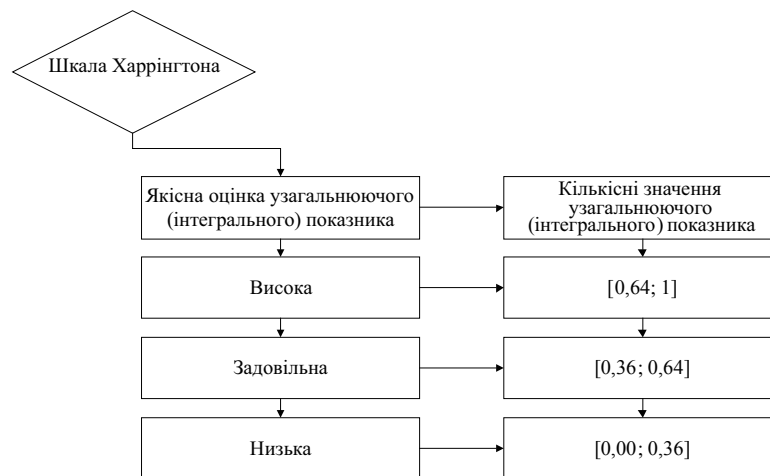 Шкала Харрінгтона
Якісна оцінка узагальнюючого
(інтегрального) показника
Кількісні значення
узагальнюючого
(інтегрального) показника
Висока
[0,64; 1]
Задовільна
[0,36; 0,64]
Низька
[0,00; 0,36]